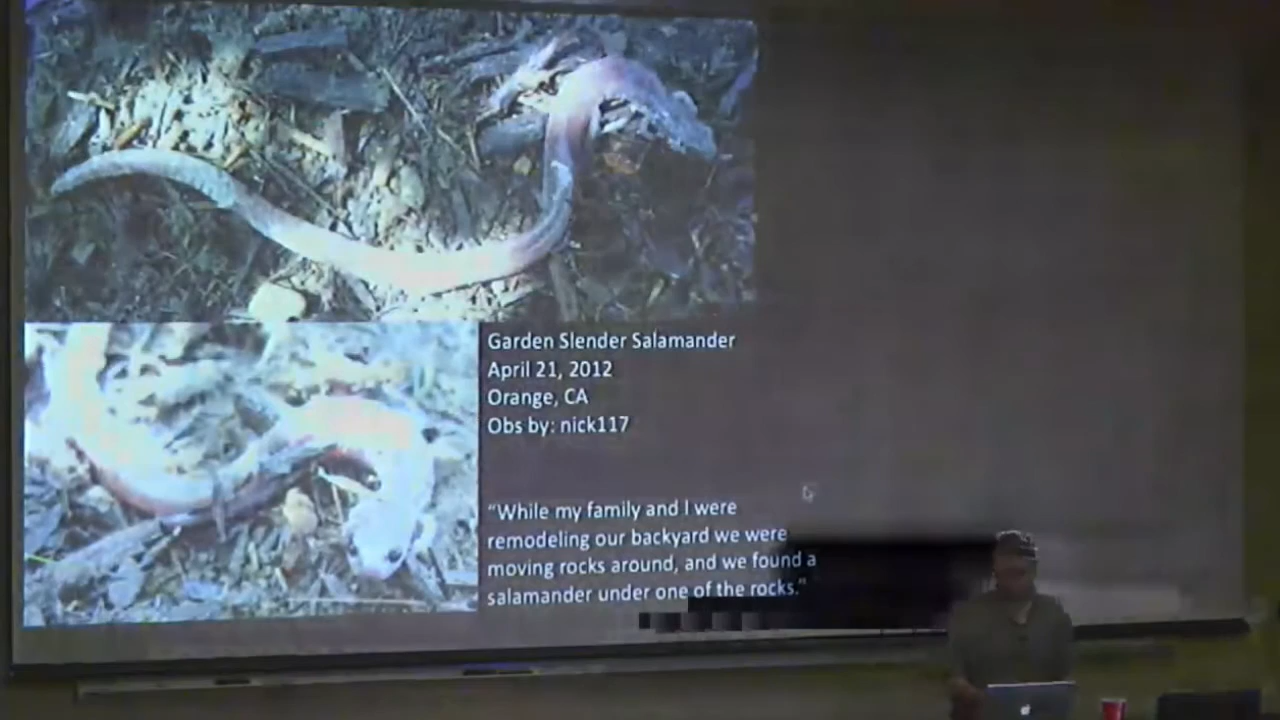 Garden Slender Salamander
April 21, 2012
Orange, CA
Obs by: nick117
“While my family and I were
remodeling our backyard we were
moving rocks around, and we found a
salamander under one of the rocks.”